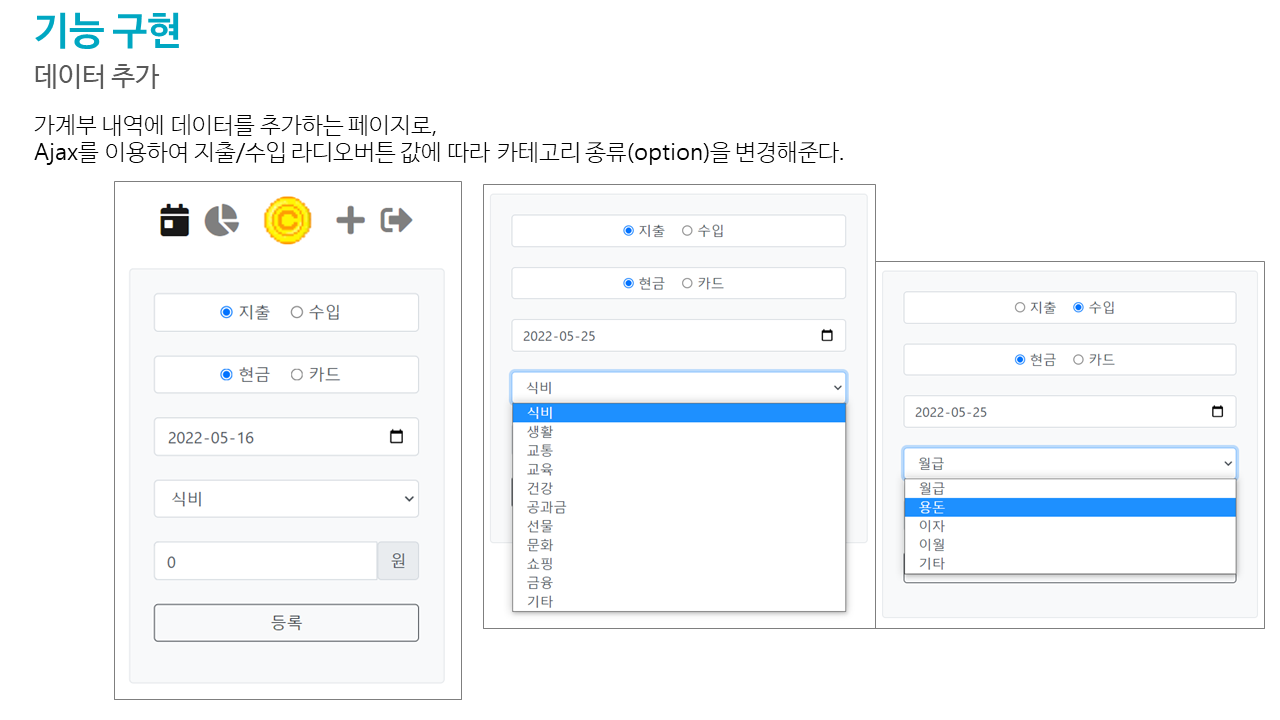 기능 구현
데이터 추가
가계부 내역에 데이터를 추가하는 페이지로,
Ajax를 이용하여 지출/수입 라디오버튼 값에 따라 카테고리 종류(option)을 변경해준다.
C
지출 수입
현금 카드
2022-05-16
식비
0 원
등록
지출 수입
현금 카드
2022-05-25
식비
식비
생활
교통
교육
건강
공과금
선물
문화
쇼핑
금융
기타
지출 수입
현금 카드
2022-05-25
월급
월급
용돈
이자
이월
기타